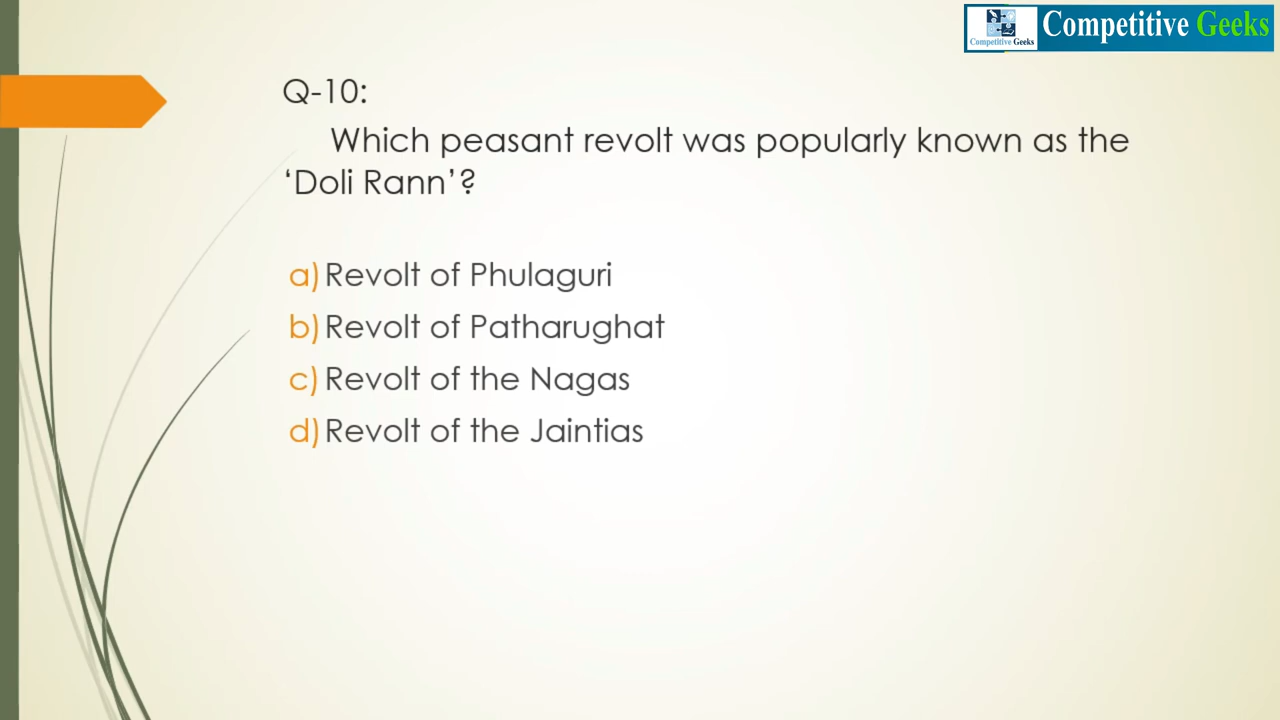 Competitive Geeks
Competitive Geeks
Q-10:
Which peasant revolt was popularly known as the
‘Doli Rann’?
a) Revolt of Phulaguri
b) Revolt of Patharughat
c) Revolt of the Nagas
d) Revolt of the Jaintias